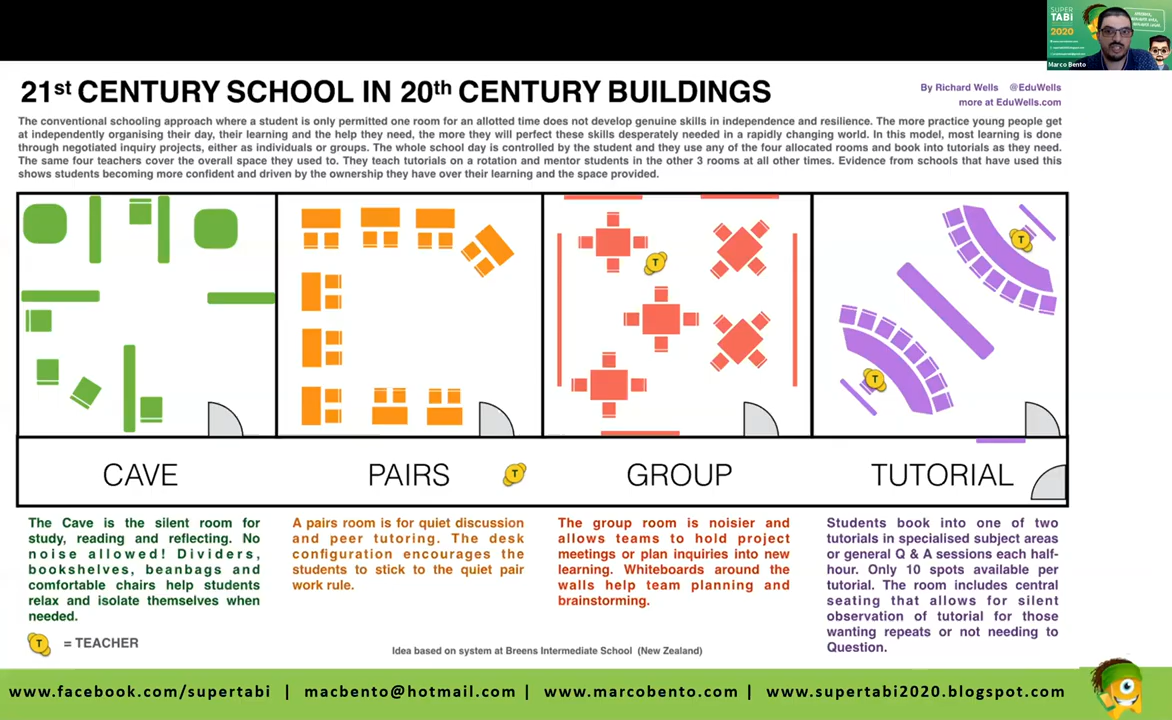 SUPER
TABI
2020
Marco Bento
21st CENTURY SCHOOL IN 20th CENTURY BUILDINGS
By Richard Wells @EduWells
more at EduWells.com
The conventional schooling approach where a student is only permitted one room for an allotted time does not develop genuine skills in independence and resilience. The more practice young people get
at independently organising their day, their learning and the help they need, the more they will perfect these skills desperately needed in a rapidly changing world. In this model, most learning is done
through negotiated inquiry projects, either as individuals or groups. The whole school day is controlled by the student and they use any of the four allocated rooms and book into tutorials as they need.
The same four teachers cover the overall space they used to. They teach tutorials on a rotation and mentor students in the other 3 rooms at all other times. Evidence from schools that have used this
shows students becoming more confident and driven by the ownership they have over their learning and the space provided.
T
T
T
CAVE
PAIRS
T
GROUP
TUTORIAL
The Cave is the silent room for
study, reading and reflecting. No
noise allowed! Dividers,
bookshelves, beanbags and
comfortable chairs help students
relax and isolate themselves when
needed.
A pairs room is for quiet discussion
and peer tutoring. The desk
configuration encourages the
students to stick to the quiet pair
work rule.
The group room is noisier and
allows teams to hold project
meetings or plan inquiries into new
learning. Whiteboards around the
walls help team planning and
brainstorming.
Students book into one of two
tutorials in specialised subject areas
or general Q & A sessions each half-
hour. Only 10 spots available per
tutorial. The room includes central
seating that allows for silent
observation of tutorial for those
wanting repeats or not needing to
Question.
T = TEACHER
Idea based on system at Breens Intermediate School (New Zealand)
www.facebook.com/supertabi | macbento@hotmail.com | www.marcobento.com | www.supertabi2020.blogspot.com